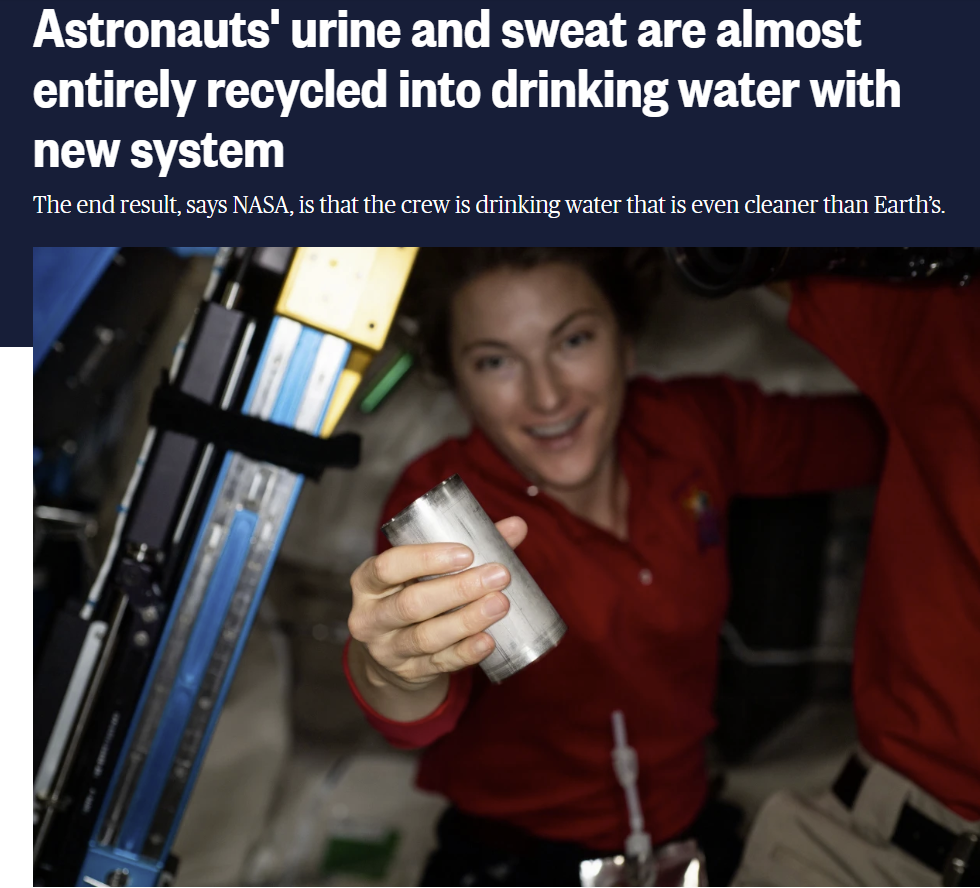 Astronauts' urine and sweat are almost
entirely recycled into drinking water with
new system
The end result, says NASA, is that the crew is drinking water that is even cleaner than Earth’s.